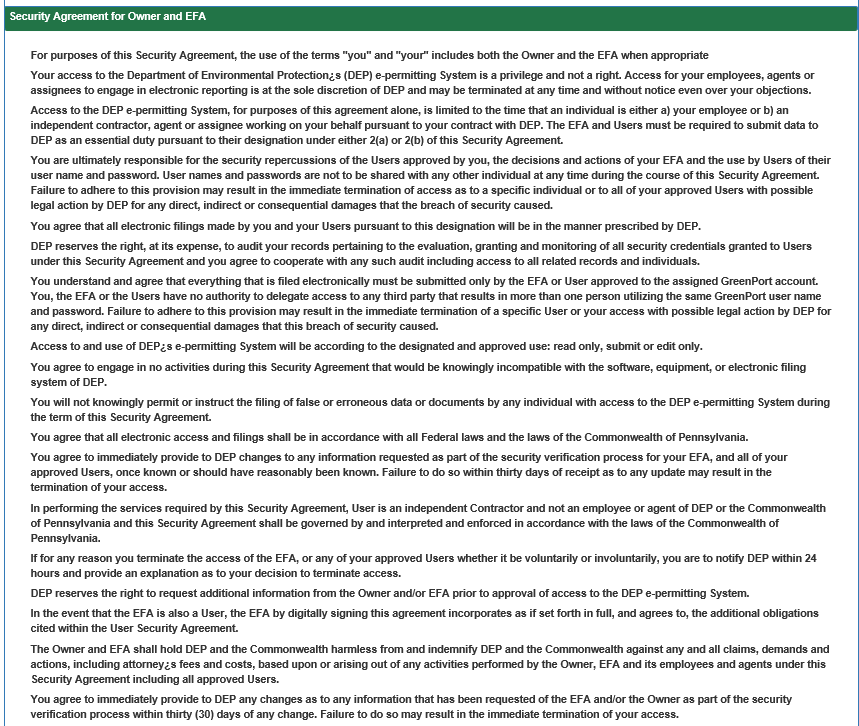 Security Agreement for Owner and EFA
For purposes of this Security Agreement, the use of the terms "you" and "your" includes both the Owner and the EFA when appropriate
Your access to the Department of Environmental Protection¿s (DEP) e-permitting System is a privilege and not a right. Access for your employees, agents or
assignees to engage in electronic reporting is at the sole discretion of DEP and may be terminated at any time and without notice even over your objections.
Access to the DEP e-permitting System, for purposes of this agreement alone, is limited to the time that an individual is either a) your employee or b) an
independent contractor, agent or assignee working on your behalf pursuant to your contract with DEP. The EFA and Users must be required to submit data to
DEP as an essential duty pursuant to their designation under either 2(a) or 2(b) of this Security Agreement.
You are ultimately responsible for the security repercussions of the Users approved by you, the decisions and actions of your EFA and the use by Users of their
user name and password. User names and passwords are not to be shared with any other individual at any time during the course of this Security Agreement.
Failure to adhere to this provision may result in the immediate termination of access as to a specific individual or to all of your approved Users with possible
legal action by DEP for any direct, indirect or consequential damages that the breach of security caused.
You agree that all electronic filings made by you and your Users pursuant to this designation will be in the manner prescribed by DEP.
DEP reserves the right, at its expense, to audit your records pertaining to the evaluation, granting and monitoring of all security credentials granted to Users
under this Security Agreement and you agree to cooperate with any such audit including access to all related records and individuals.
You understand and agree that everything that is filed electronically must be submitted only by the EFA or User approved to the assigned GreenPort account.
You, the EFA or the Users have no authority to delegate access to any third party that results in more than one person utilizing the same GreenPort user name
and password. Failure to adhere to this provision may result in the immediate termination of a specific User or your access with possible legal action by DEP for
any direct, indirect or consequential damages that this breach of security caused.
Access to and use of DEP¿s e-permitting System will be according to the designated and approved use: read only, submit or edit only.
You agree to engage in no activities during this Security Agreement that would be knowingly incompatible with the software, equipment, or electronic filing
system of DEP.
You will not knowingly permit or instruct the filing of false or erroneous data or documents by any individual with access to the DEP e-permitting System during
the term of this Security Agreement.
You agree that all electronic access and filings shall be in accordance with all Federal laws and the laws of the Commonwealth of Pennsylvania.
You agree to immediately provide to DEP changes to any information requested as part of the security verification process for your EFA, and all of your
approved Users, once known or should have reasonably been known. Failure to do so within thirty days of receipt as to any update may result in the
termination of your access.
In performing the services required by this Security Agreement, User is an independent Contractor and not an employee or agent of DEP or the Commonwealth
of Pennsylvania and this Security Agreement shall be governed by and interpreted and enforced in accordance with the laws of the Commonwealth of
Pennsylvania.
If for any reason you terminate the access of the EFA, or any of your approved Users whether it be voluntarily or involuntarily, you are to notify DEP within 24
hours and provide an explanation as to your decision to terminate access.
DEP reserves the right to request additional information from the Owner and/or EFA prior to approval of access to the DEP e-permitting System.
In the event that the EFA is also a User, the EFA by digitally signing this agreement incorporates as if set forth in full, and agrees to, the additional obligations
cited within the User Security Agreement.
The Owner and EFA shall hold DEP and the Commonwealth harmless from and indemnify DEP and the Commonwealth against any and all claims, demands and
actions, including attorney¿s fees and costs, based upon or arising out of any activities performed by the Owner, EFA and its employees and agents under this
Security Agreement including all approved Users.
You agree to immediately provide to DEP any changes as to any information that has been requested of the EFA and/or the Owner as part of the security
verification process within thirty (30) days of any change. Failure to do so may result in the immediate termination of your access.